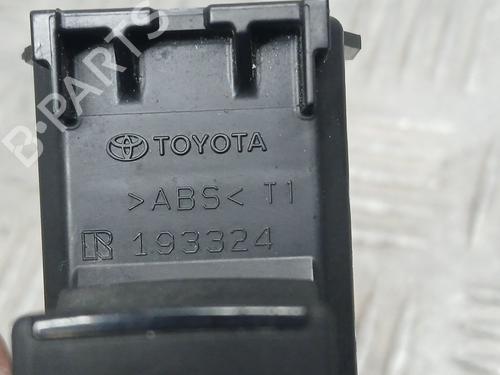 B-PARTS
TOYOTA
>ABS< T1
R 193324